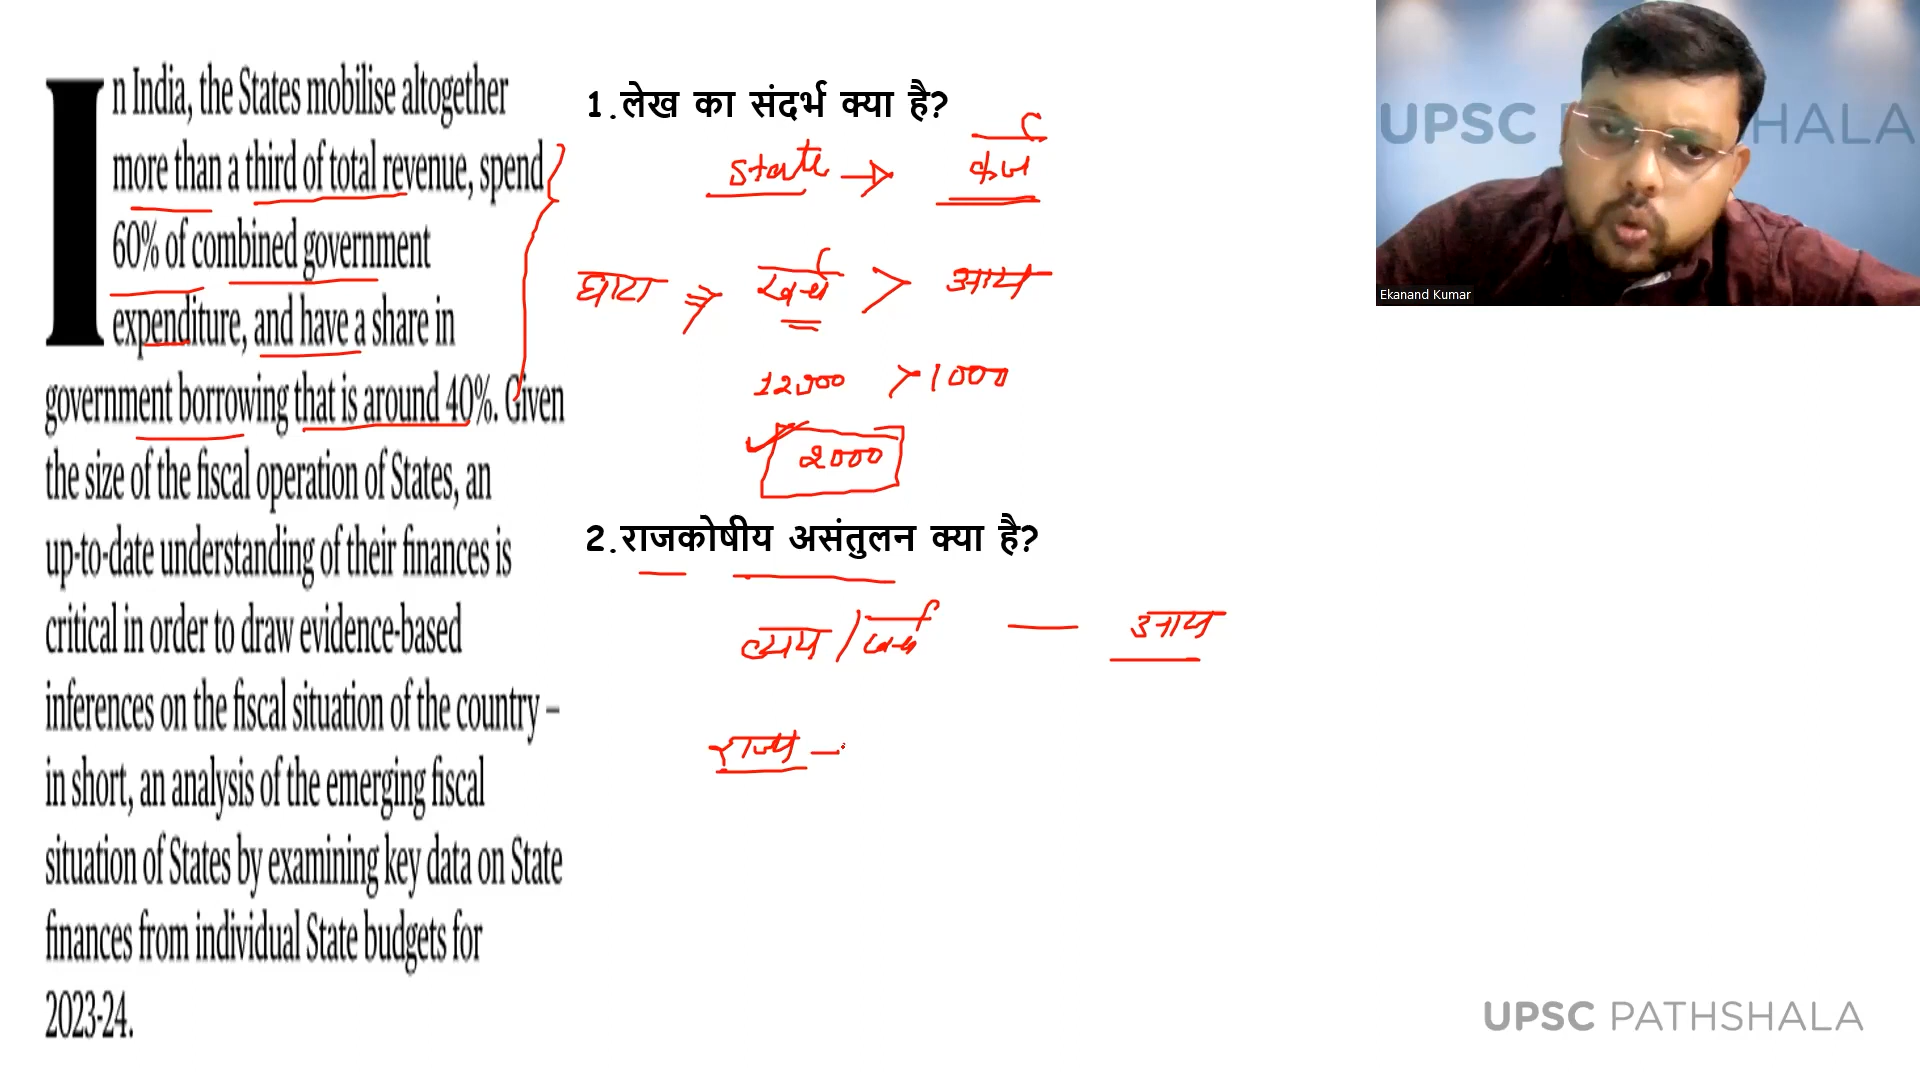 In India, the States mobilise altogether
more than a third of total revenue, spend
60% of combined government
expenditure, and have a share in
government borrowing that is around 40%. Given
the size of the fiscal operation of States, an
up-to-date understanding of their finances is
critical in order to draw evidence-based
inferences on the fiscal situation of the country –
in short, an analysis of the emerging fiscal
situation of States by examining key data on State
finances from individual State budgets for
2023-24.
1.लेख का संदर्भ क्या है?
State → कर्ज
घाटा ⇒ खर्च > आय
12000 > 1000
2000
2.राजकोषीय असंतुलन क्या है?
व्यय / खर्च — आय
राज्य —
UPSC PATHSHALA
Ekanand Kumar
UPSC PATHSHALA